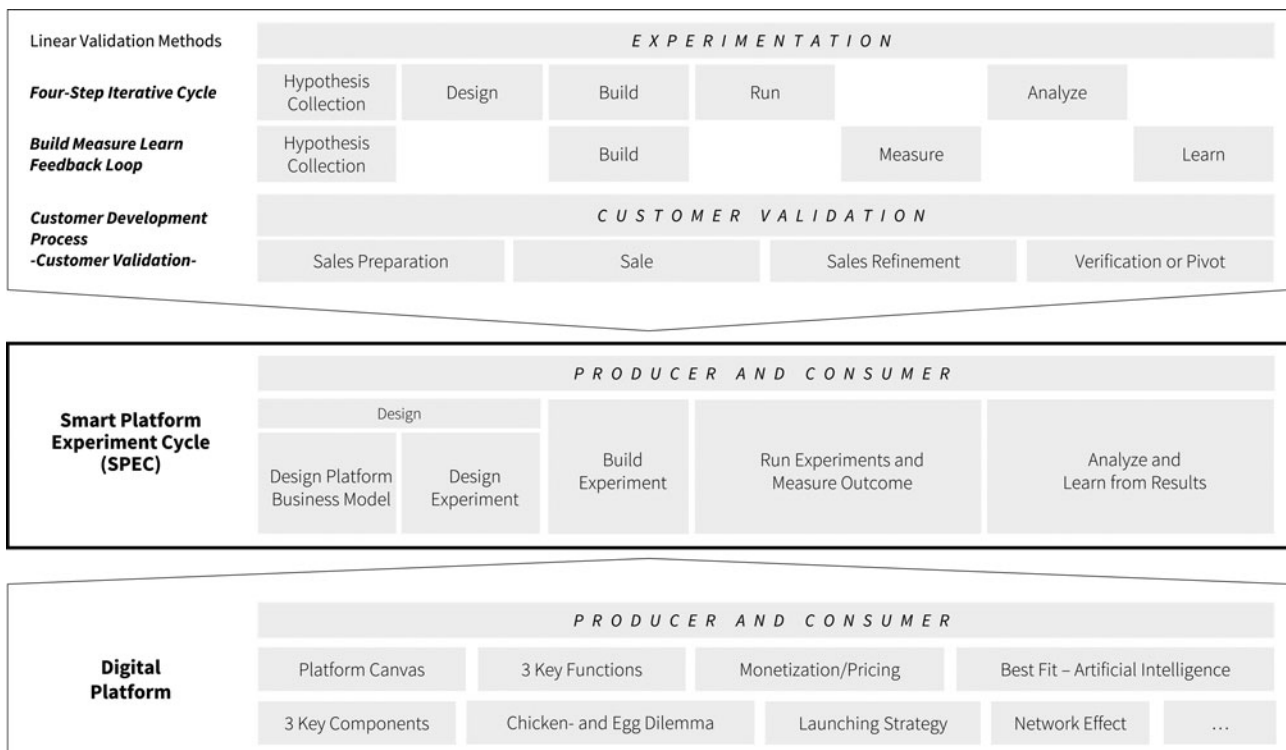 Linear Validation Methods
EXPERIMENTATION
Four-Step Iterative Cycle
Hypothesis
Collection
Design
Build
Run
Analyze
Build Measure Learn
Feedback Loop
Hypothesis
Collection
Build
Measure
Learn
Customer Development
Process
-Customer Validation-
CUSTOMER VALIDATION
Sales Preparation
Sale
Sales Refinement
Verification or Pivot
Smart Platform
Experiment Cycle
(SPEC)
PRODUCER AND CONSUMER
Design
Design Platform
Business Model
Design
Experiment
Build
Experiment
Run Experiments and
Measure Outcome
Analyze and
Learn from Results
Digital
Platform
PRODUCER AND CONSUMER
Platform Canvas
3 Key Functions
Monetization/Pricing
Best Fit – Artificial Intelligence
3 Key Components
Chicken- and Egg Dilemma
Launching Strategy
Network Effect
...